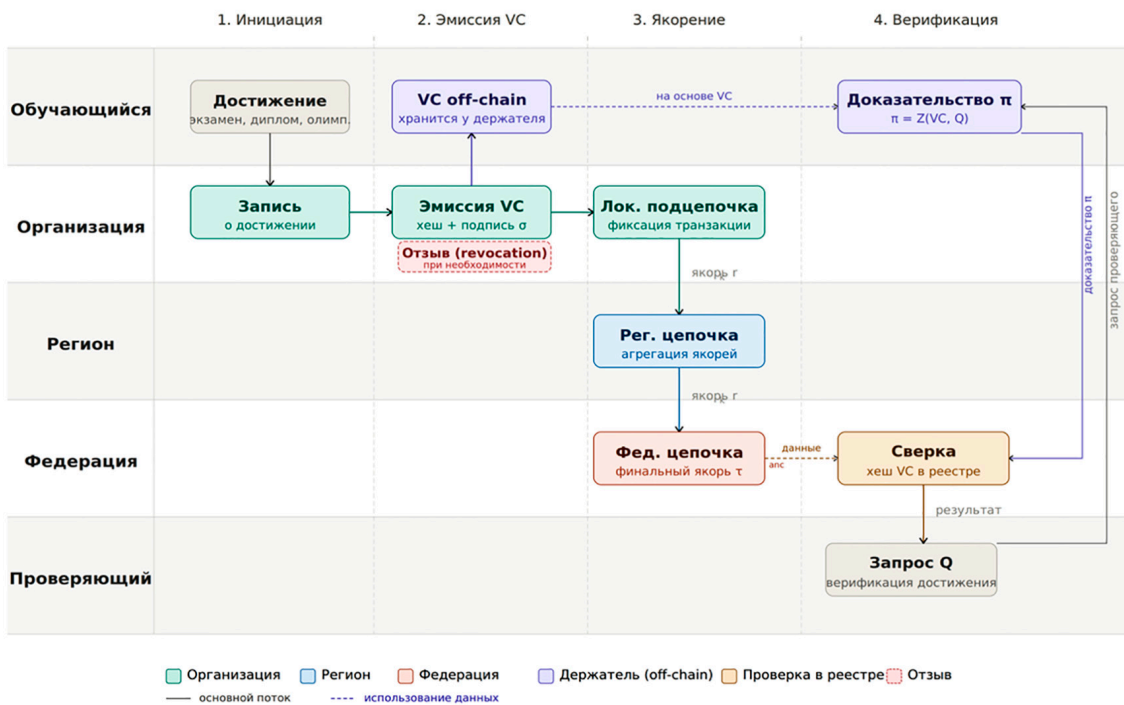 1. Инициация
2. Эмиссия VC
3. Якорение
4. Верификация
Обучающийся
Достижение
экзамен, диплом, олимп.
VC off-chain
хранится у держателя
на основе VC
Доказательство π
π = Z(VC, Q)
Организация
Запись
о достижении
Эмиссия VC
хеш + подпись σ
Отзыв (revocation)
при необходимости
Лок. подцепочка
фиксация транзакции
якорь r
k
доказательство π
запрос проверяющего
Регион
Рег. цепочка
агрегация якорей
якорь r
k
Федерация
Фед. цепочка
финальный якорь τ
anc
данные
Сверка
хеш VC в реестре
результат
Проверяющий
Запрос Q
верификация достижения
Организация
Регион
Федерация
Держатель (off-chain)
Проверка в реестре
Отзыв
основной поток
использование данных